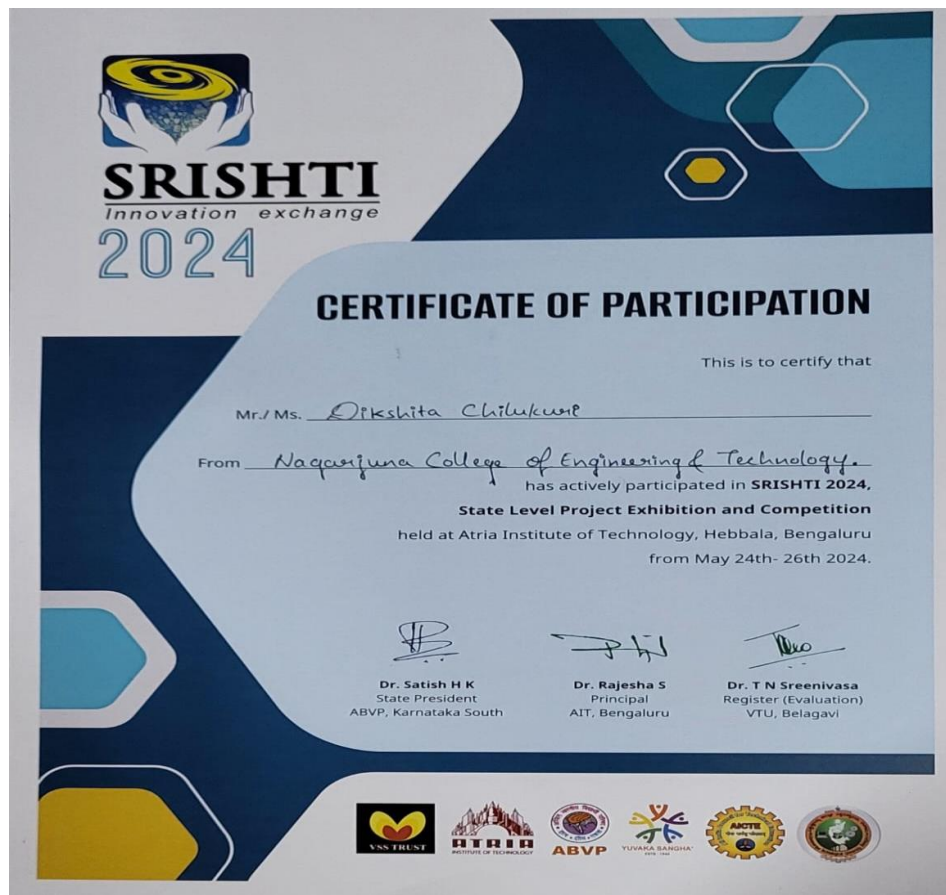 SRISHTI
Innovation exchange
2024
CERTIFICATE OF PARTICIPATION
This is to certify that
Mr./ Ms. Dikshita Chilukuri
From Nagarjuna College of Engineering & Technology.
has actively participated in SRISHTI 2024,
State Level Project Exhibition and Competition
held at Atria Institute of Technology, Hebbala, Bengaluru
from May 24th- 26th 2024.
Dr. Satish H K
State President
ABVP, Karnataka South
Dr. Rajesha S
Principal
AIT, Bengaluru
Dr. T N Sreenivasa
Register (Evaluation)
VTU, Belagavi
VSS TRUST
ATRIA
INSTITUTE OF TECHNOLOGY
ABVP
YUVAKA SANGHA
AICTE